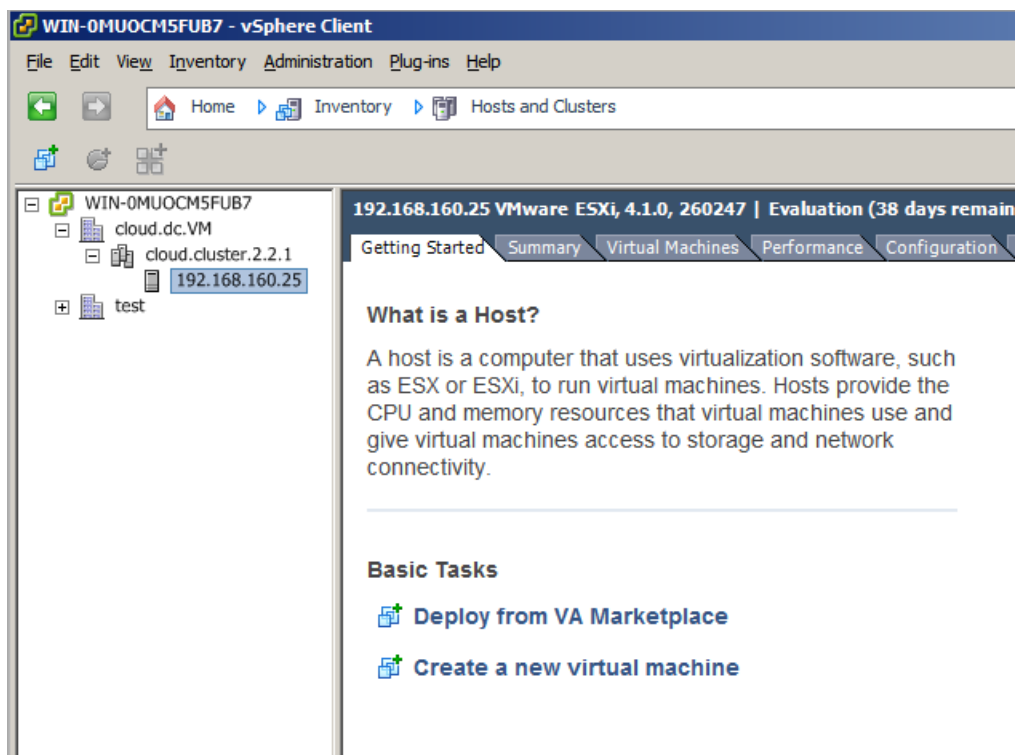 WIN-0MUOCM5FUB7 - vSphere Client
File Edit View Inventory Administration Plug-ins Help
Home Inventory Hosts and Clusters
WIN-0MUOCM5FUB7
cloud.dc.VM
cloud.cluster.2.2.1
192.168.160.25
test
192.168.160.25 VMware ESXi, 4.1.0, 260247 | Evaluation (38 days remain
Getting Started Summary Virtual Machines Performance Configuration
What is a Host?
A host is a computer that uses virtualization software, such
as ESX or ESXi, to run virtual machines. Hosts provide the
CPU and memory resources that virtual machines use and
give virtual machines access to storage and network
connectivity.
Basic Tasks
Deploy from VA Marketplace
Create a new virtual machine